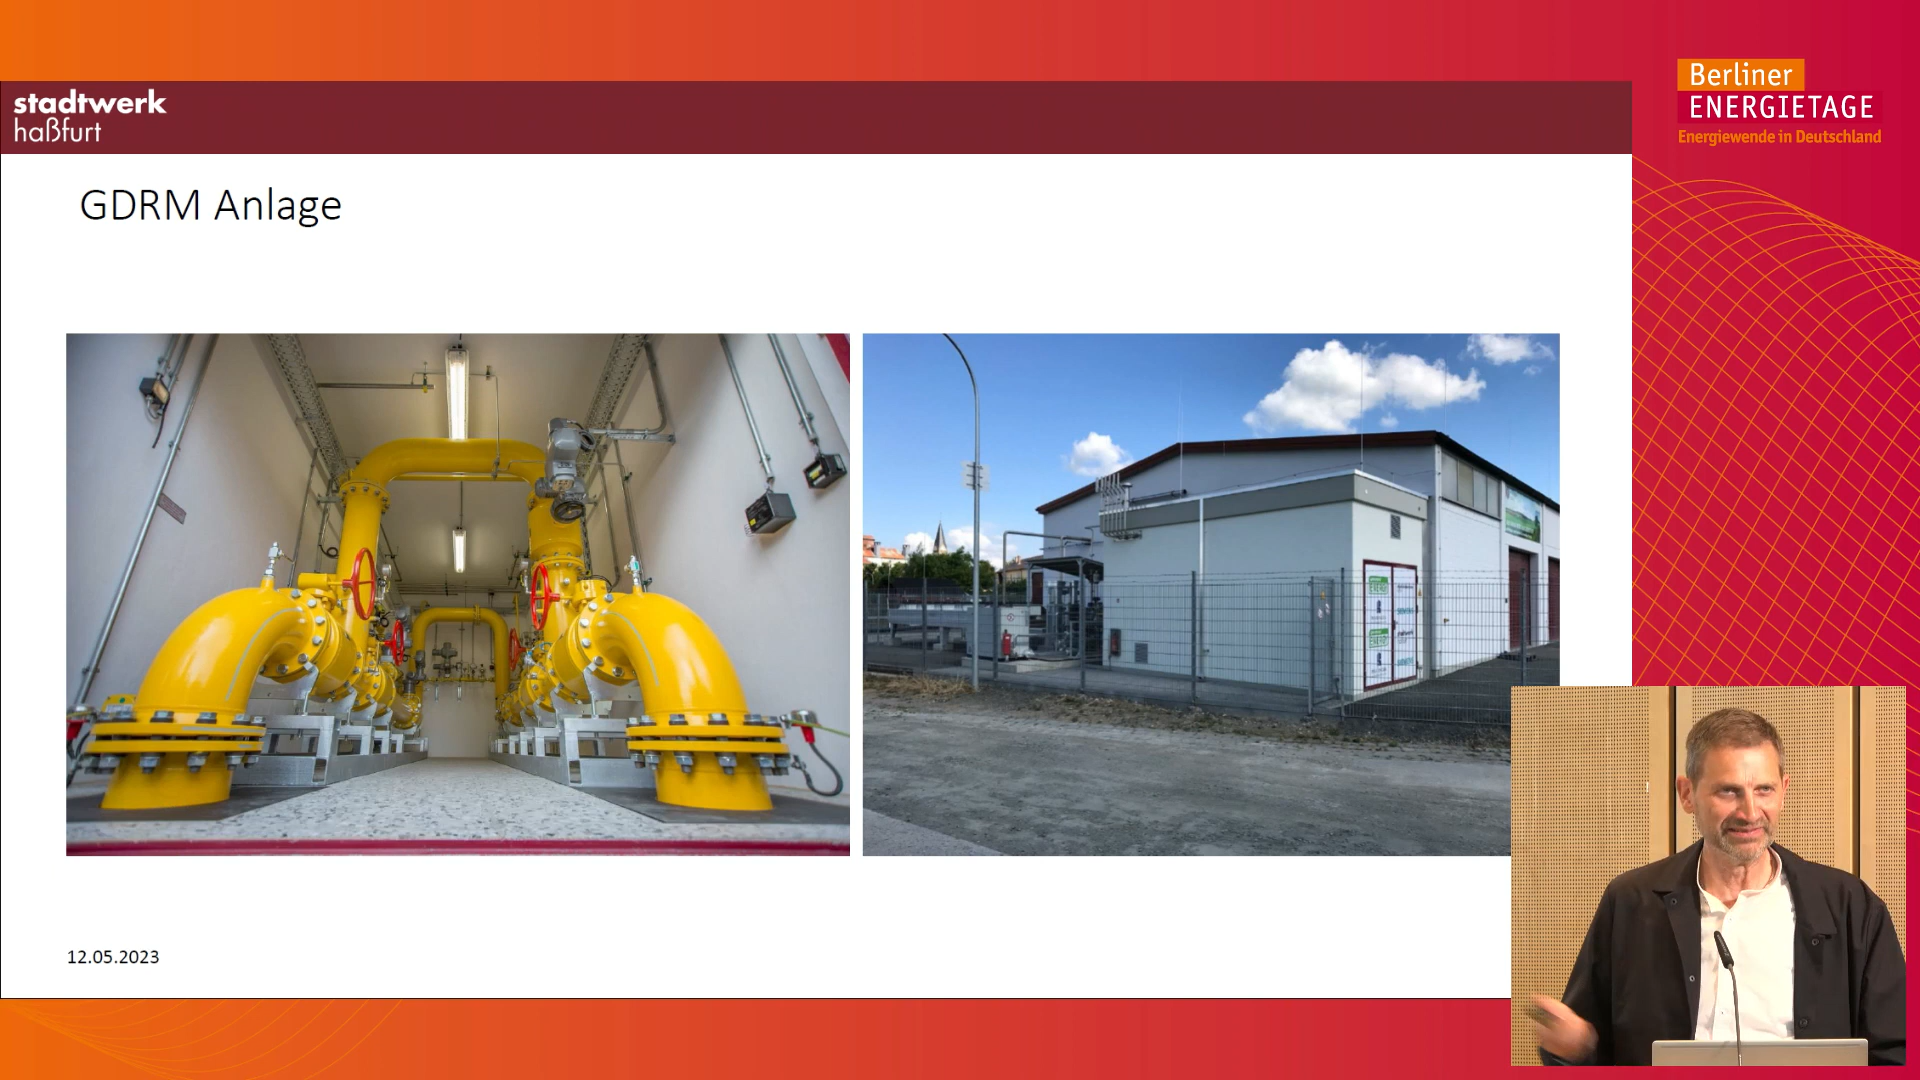 stadtwerk
haßfurt
Berliner
ENERGIETAGE
Energiewende in Deutschland
GDRM Anlage
12.05.2023